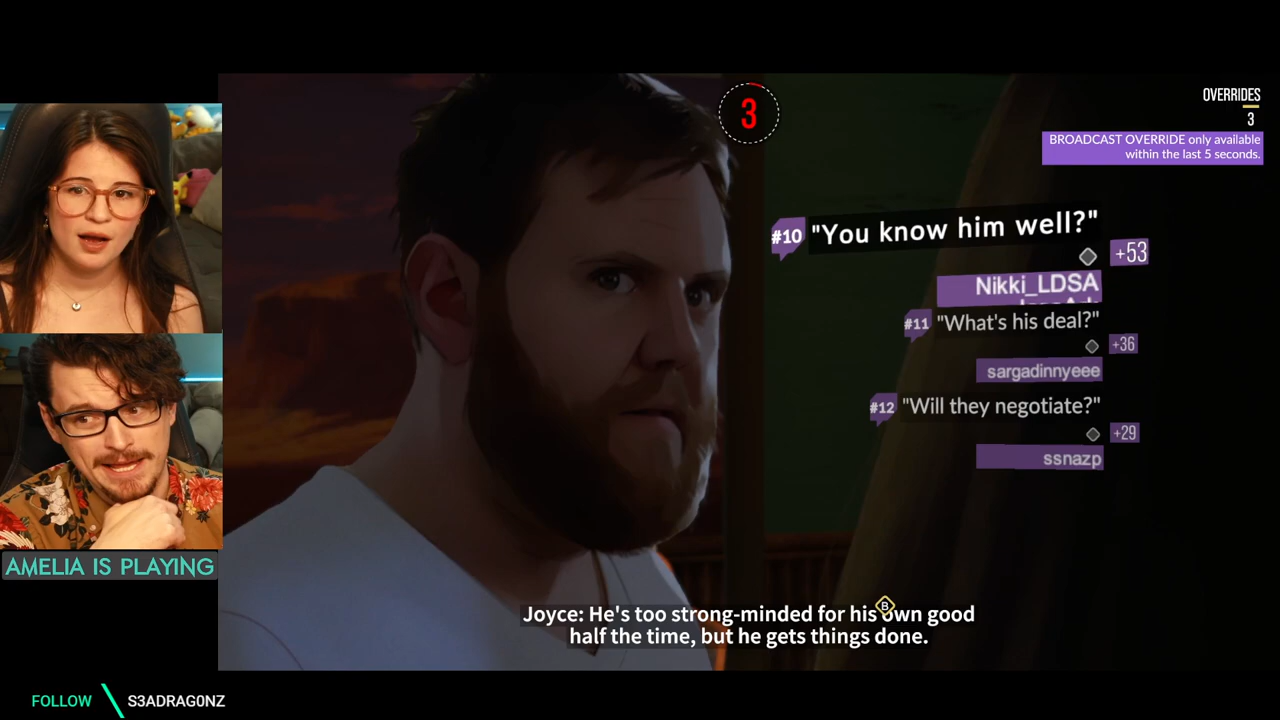 3
OVERRIDES
3
BROADCAST OVERRIDE only available
within the last 5 seconds.
#10 "You know him well?"
+53
Nikki_LDSA
#11 "What's his deal?"
+36
sargadinnyeee
#12 "Will they negotiate?"
+29
ssnazp
AMELIA IS PLAYING
B
Joyce: He's too strong-minded for his own good
half the time, but he gets things done.
FOLLOW S3ADRAG0NZ